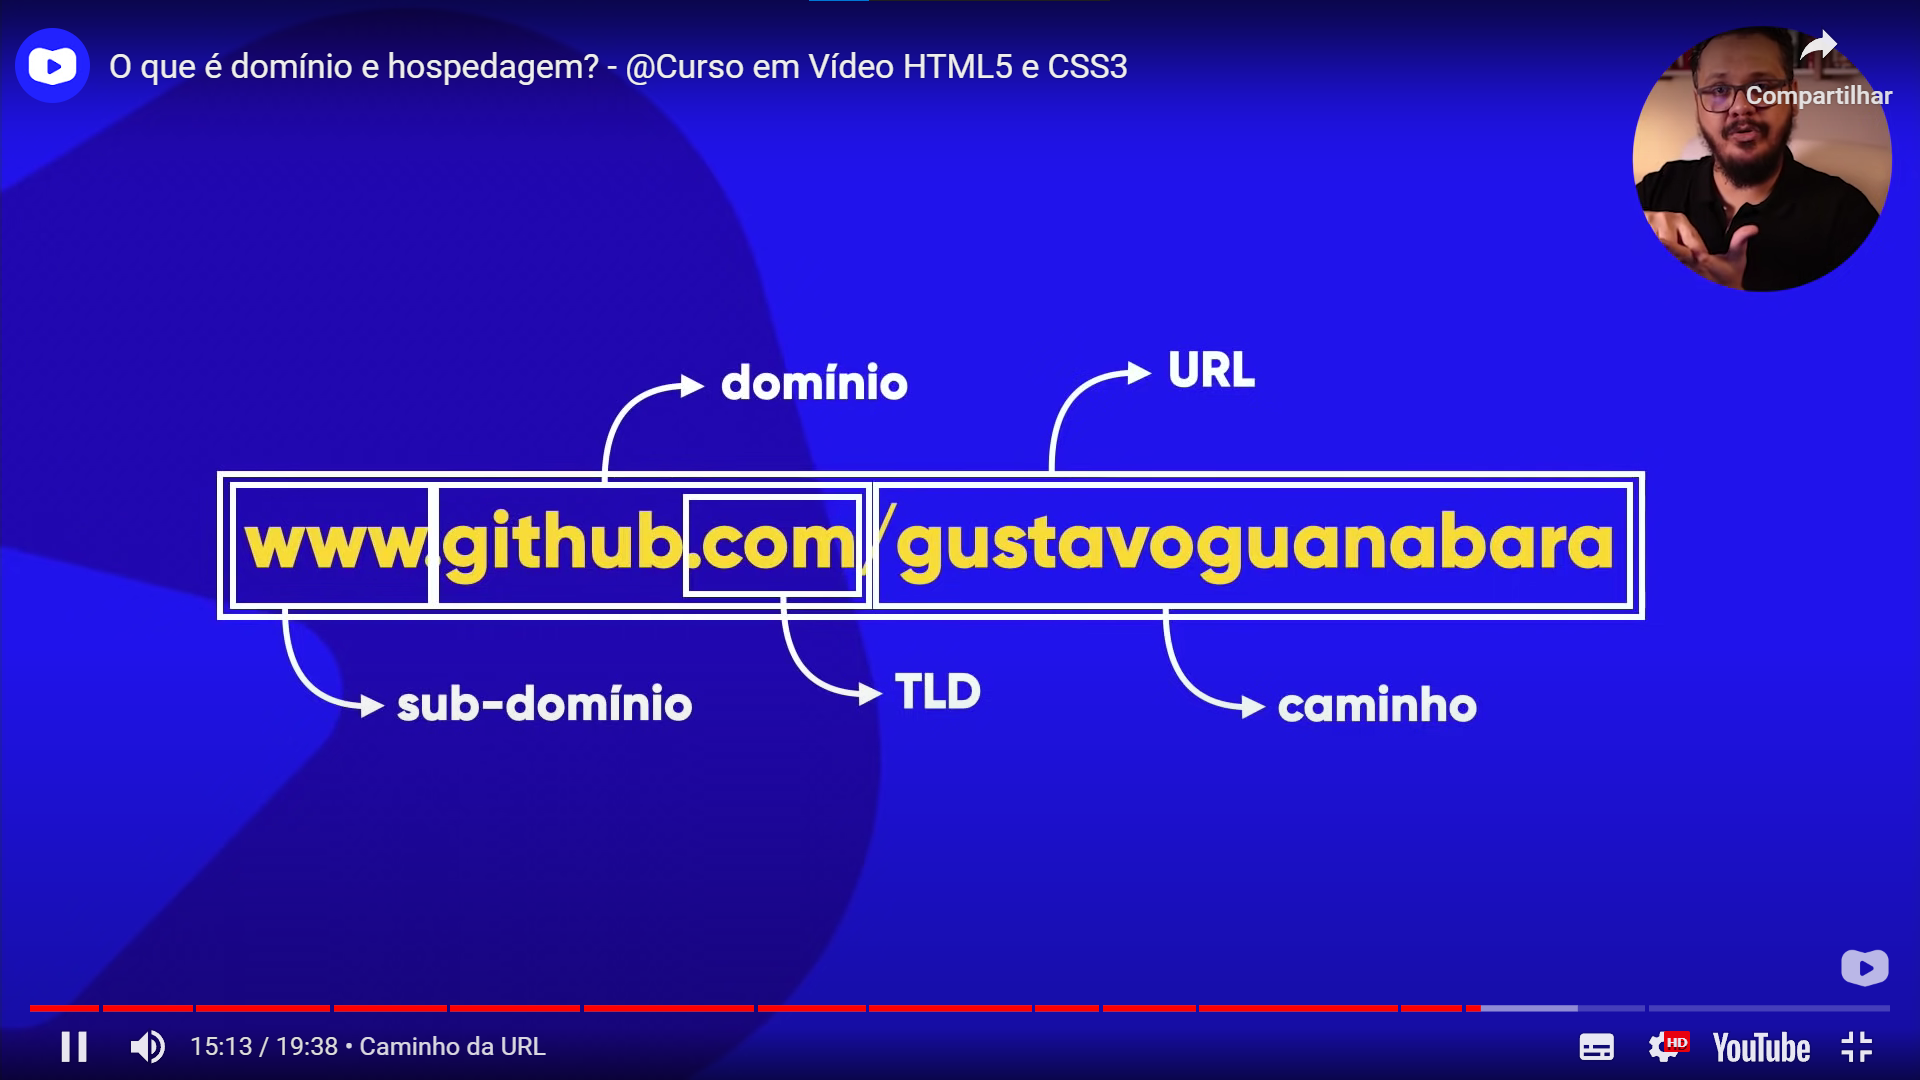 O que é domínio e hospedagem? - @Curso em Vídeo HTML5 e CSS3
Compartilhar
domínio
URL
www.github.com/gustavoguanabara
sub-domínio
TLD
caminho
15:13 / 19:38 • Caminho da URL
HD
YouTube